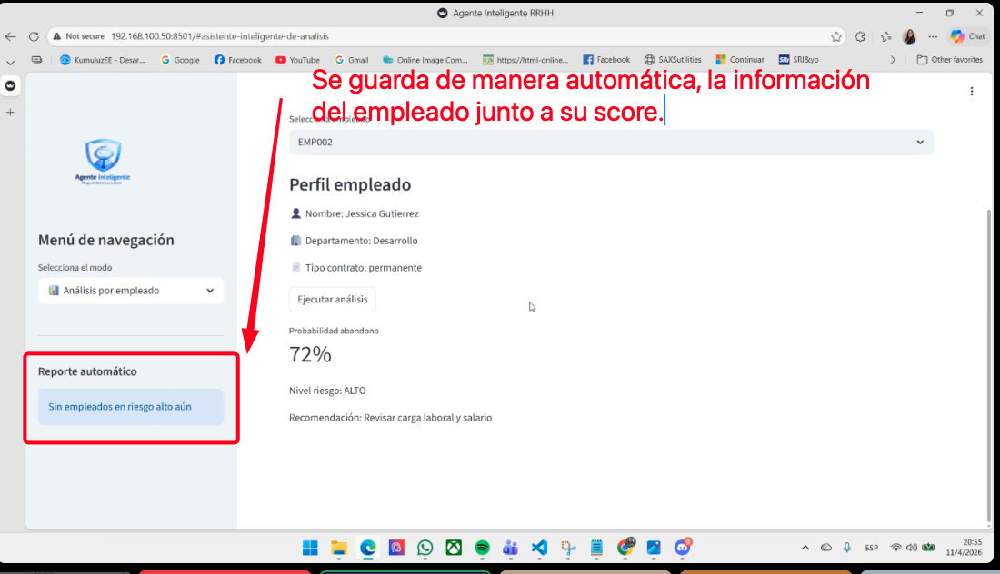 Agente Inteligente RRHH
Not secure 192.168.100.50:8501/#asistente-inteligente-de-analisis
Chat
KumuluzEE - Desar... Google Facebook YouTube Gmail Online Image Com... https://html-online... Facebook SAXSutilities Continuar SRI&yo Other favorites
Se guarda de manera automática, la información
del empleado junto a su score.
Selecciona empleado
EMP002
Agente Inteligente
Perfil empleado
Nombre: Jessica Gutierrez
Departamento: Desarrollo
Tipo contrato: permanente
Ejecutar análisis
Probabilidad abandono
72%
Nivel riesgo: ALTO
Recomendación: Revisar carga laboral y salario
Menú de navegación
Selecciona el modo
Análisis por empleado
Reporte automático
Sin empleados en riesgo alto aún
ESP
20:55
11/4/2026